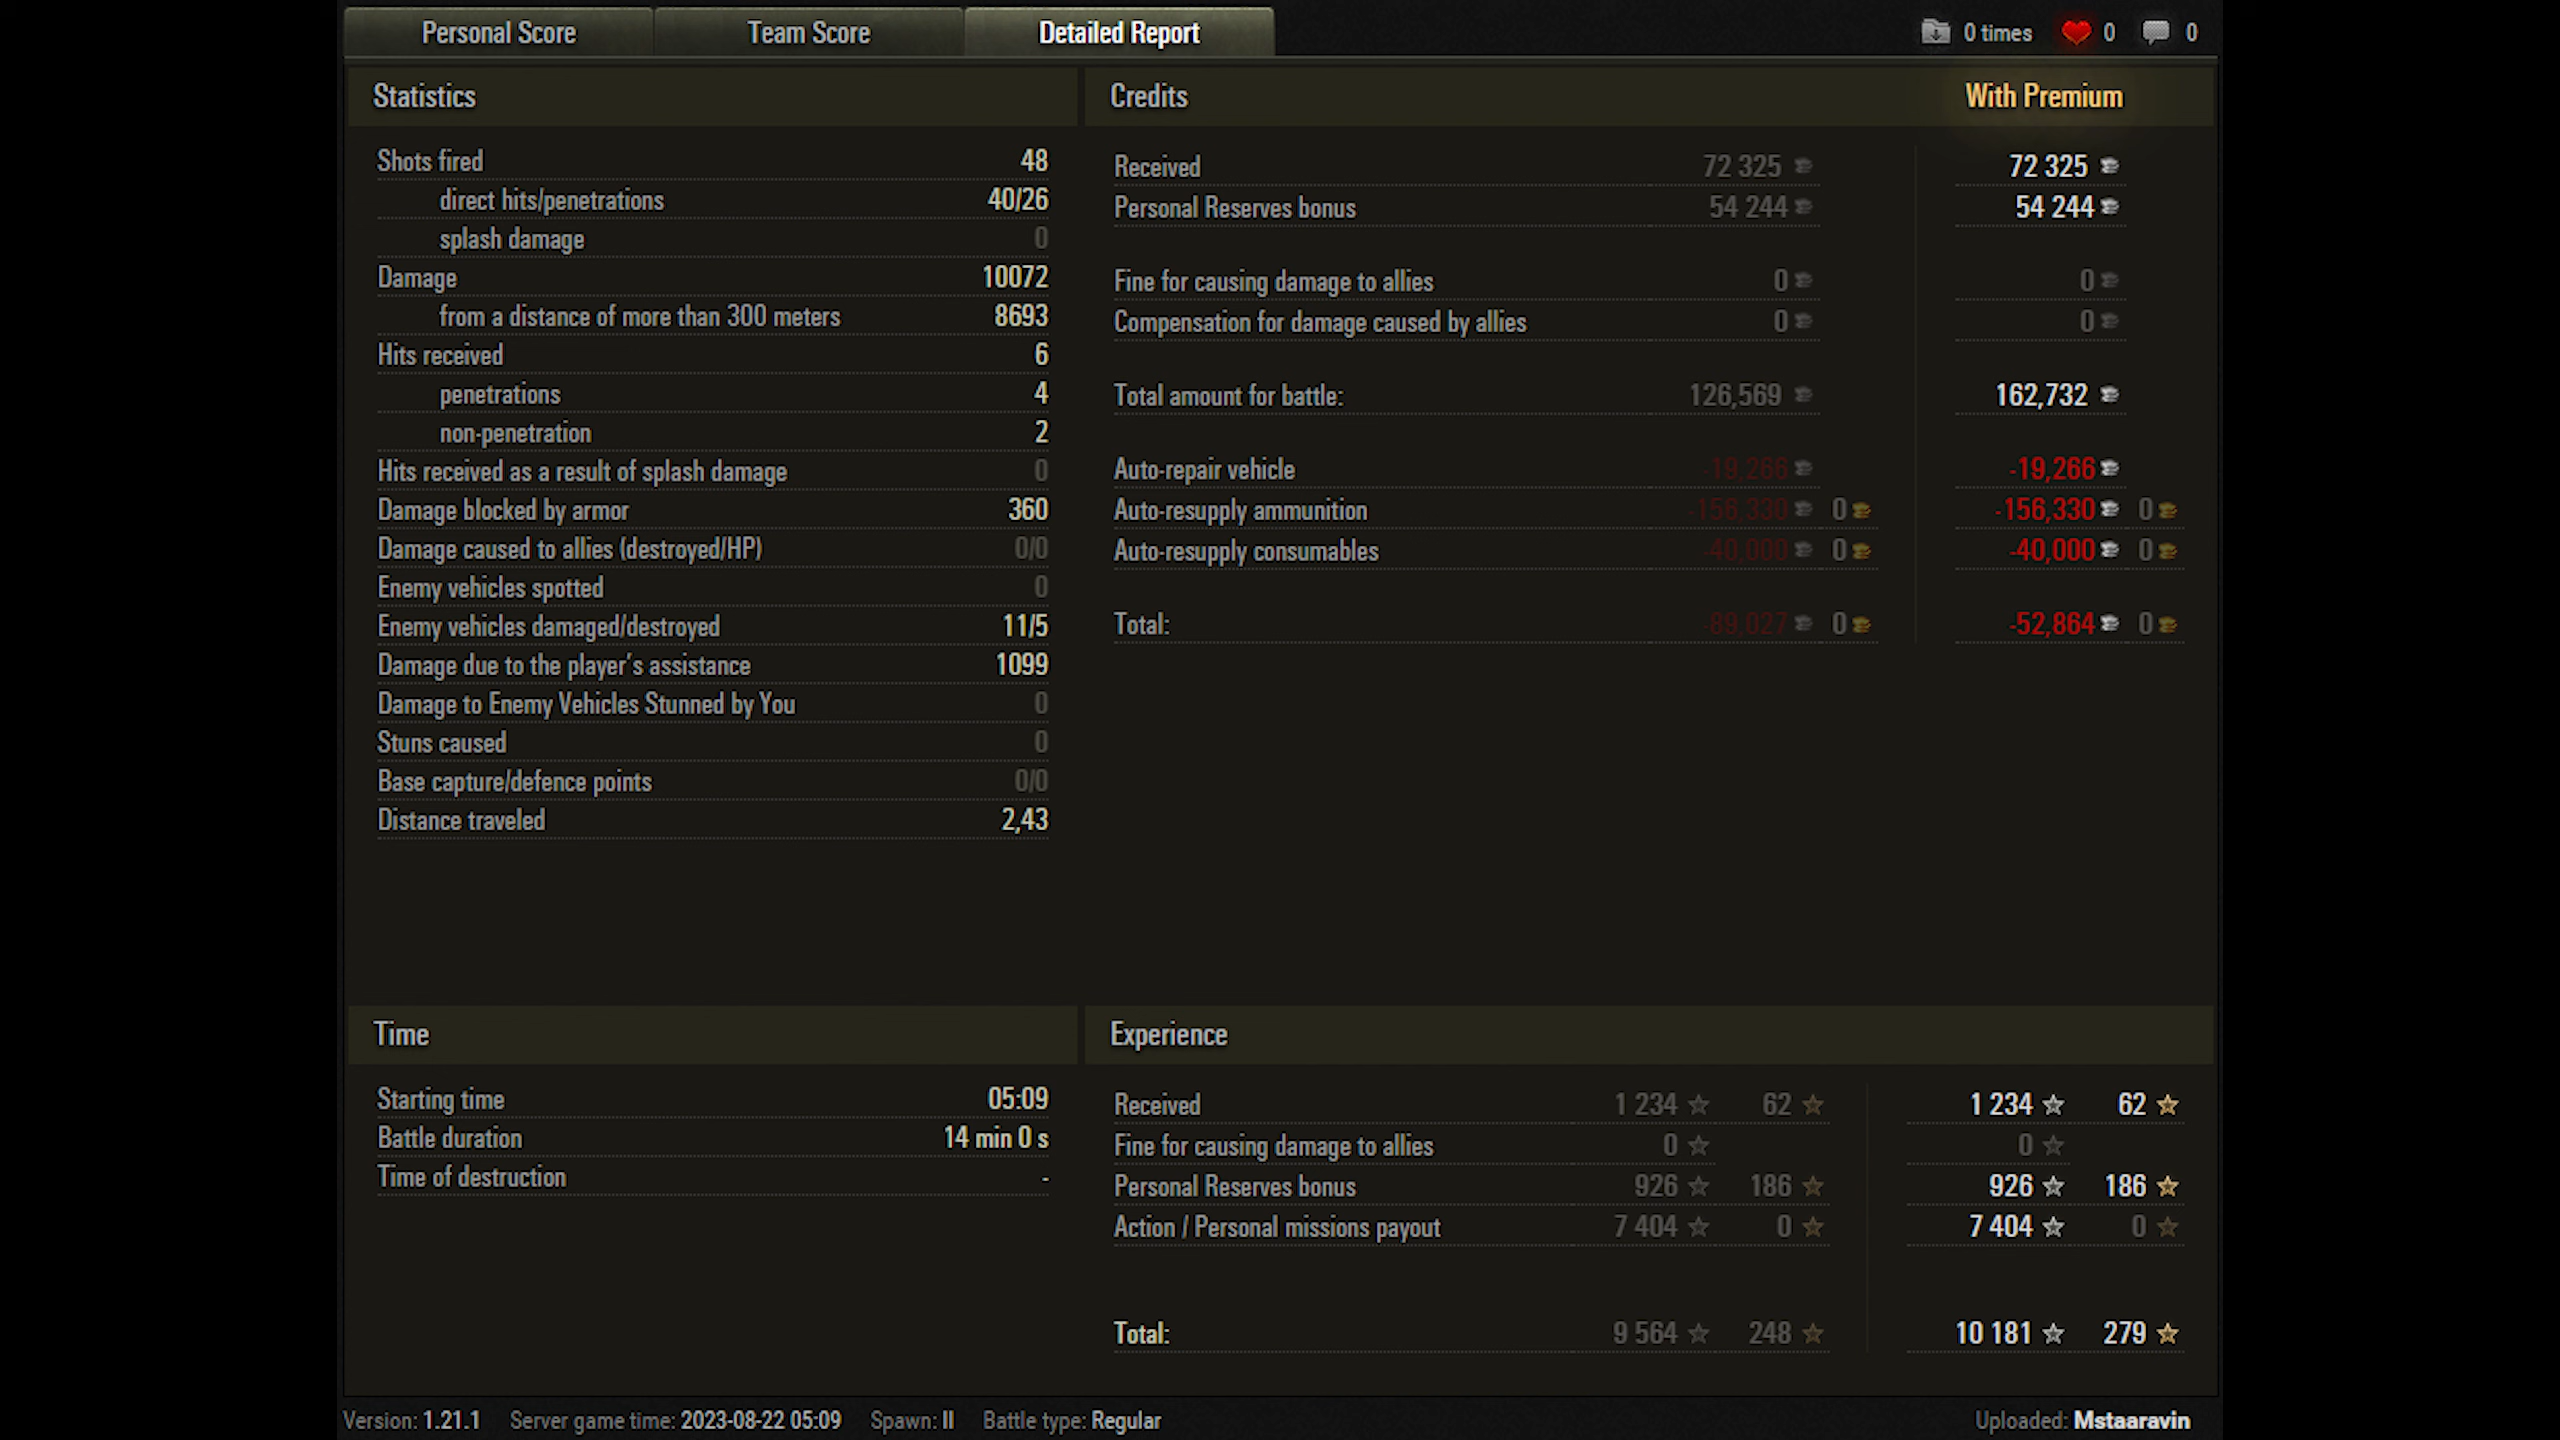 Personal Score Team Score Detailed Report 0 times 0 0
Statistics
Shots fired 48
direct hits/penetrations 40/26
splash damage 0
Damage 10072
from a distance of more than 300 meters 8693
Hits received 6
penetrations 4
non-penetration 2
Hits received as a result of splash damage 0
Damage blocked by armor 360
Damage caused to allies (destroyed/HP) 0/0
Enemy vehicles spotted 0
Enemy vehicles damaged/destroyed 11/5
Damage due to the player's assistance 1099
Damage to Enemy Vehicles Stunned by You 0
Stuns caused 0
Base capture/defence points 0/0
Distance traveled 2,43
Credits With Premium
Received 72 325 72 325
Personal Reserves bonus 54 244 54 244
Fine for causing damage to allies 0 0
Compensation for damage caused by allies 0 0
Total amount for battle: 126,569 162,732
Auto-repair vehicle -19,266 -19,266
Auto-resupply ammunition -156,330 0 -156,330 0
Auto-resupply consumables -40,000 0 -40,000 0
Total: -89,027 0 -52,864 0
Time
Starting time 05:09
Battle duration 14 min 0 s
Time of destruction -
Experience
Received 1 234 62 1 234 62
Fine for causing damage to allies 0 0
Personal Reserves bonus 926 186 926 186
Action / Personal missions payout 7 404 0 7 404 0
Total: 9 564 248 10 181 279
Version: 1.21.1 Server game time: 2023-08-22 05:09 Spawn: II Battle type: Regular Uploaded: Mstaaravin